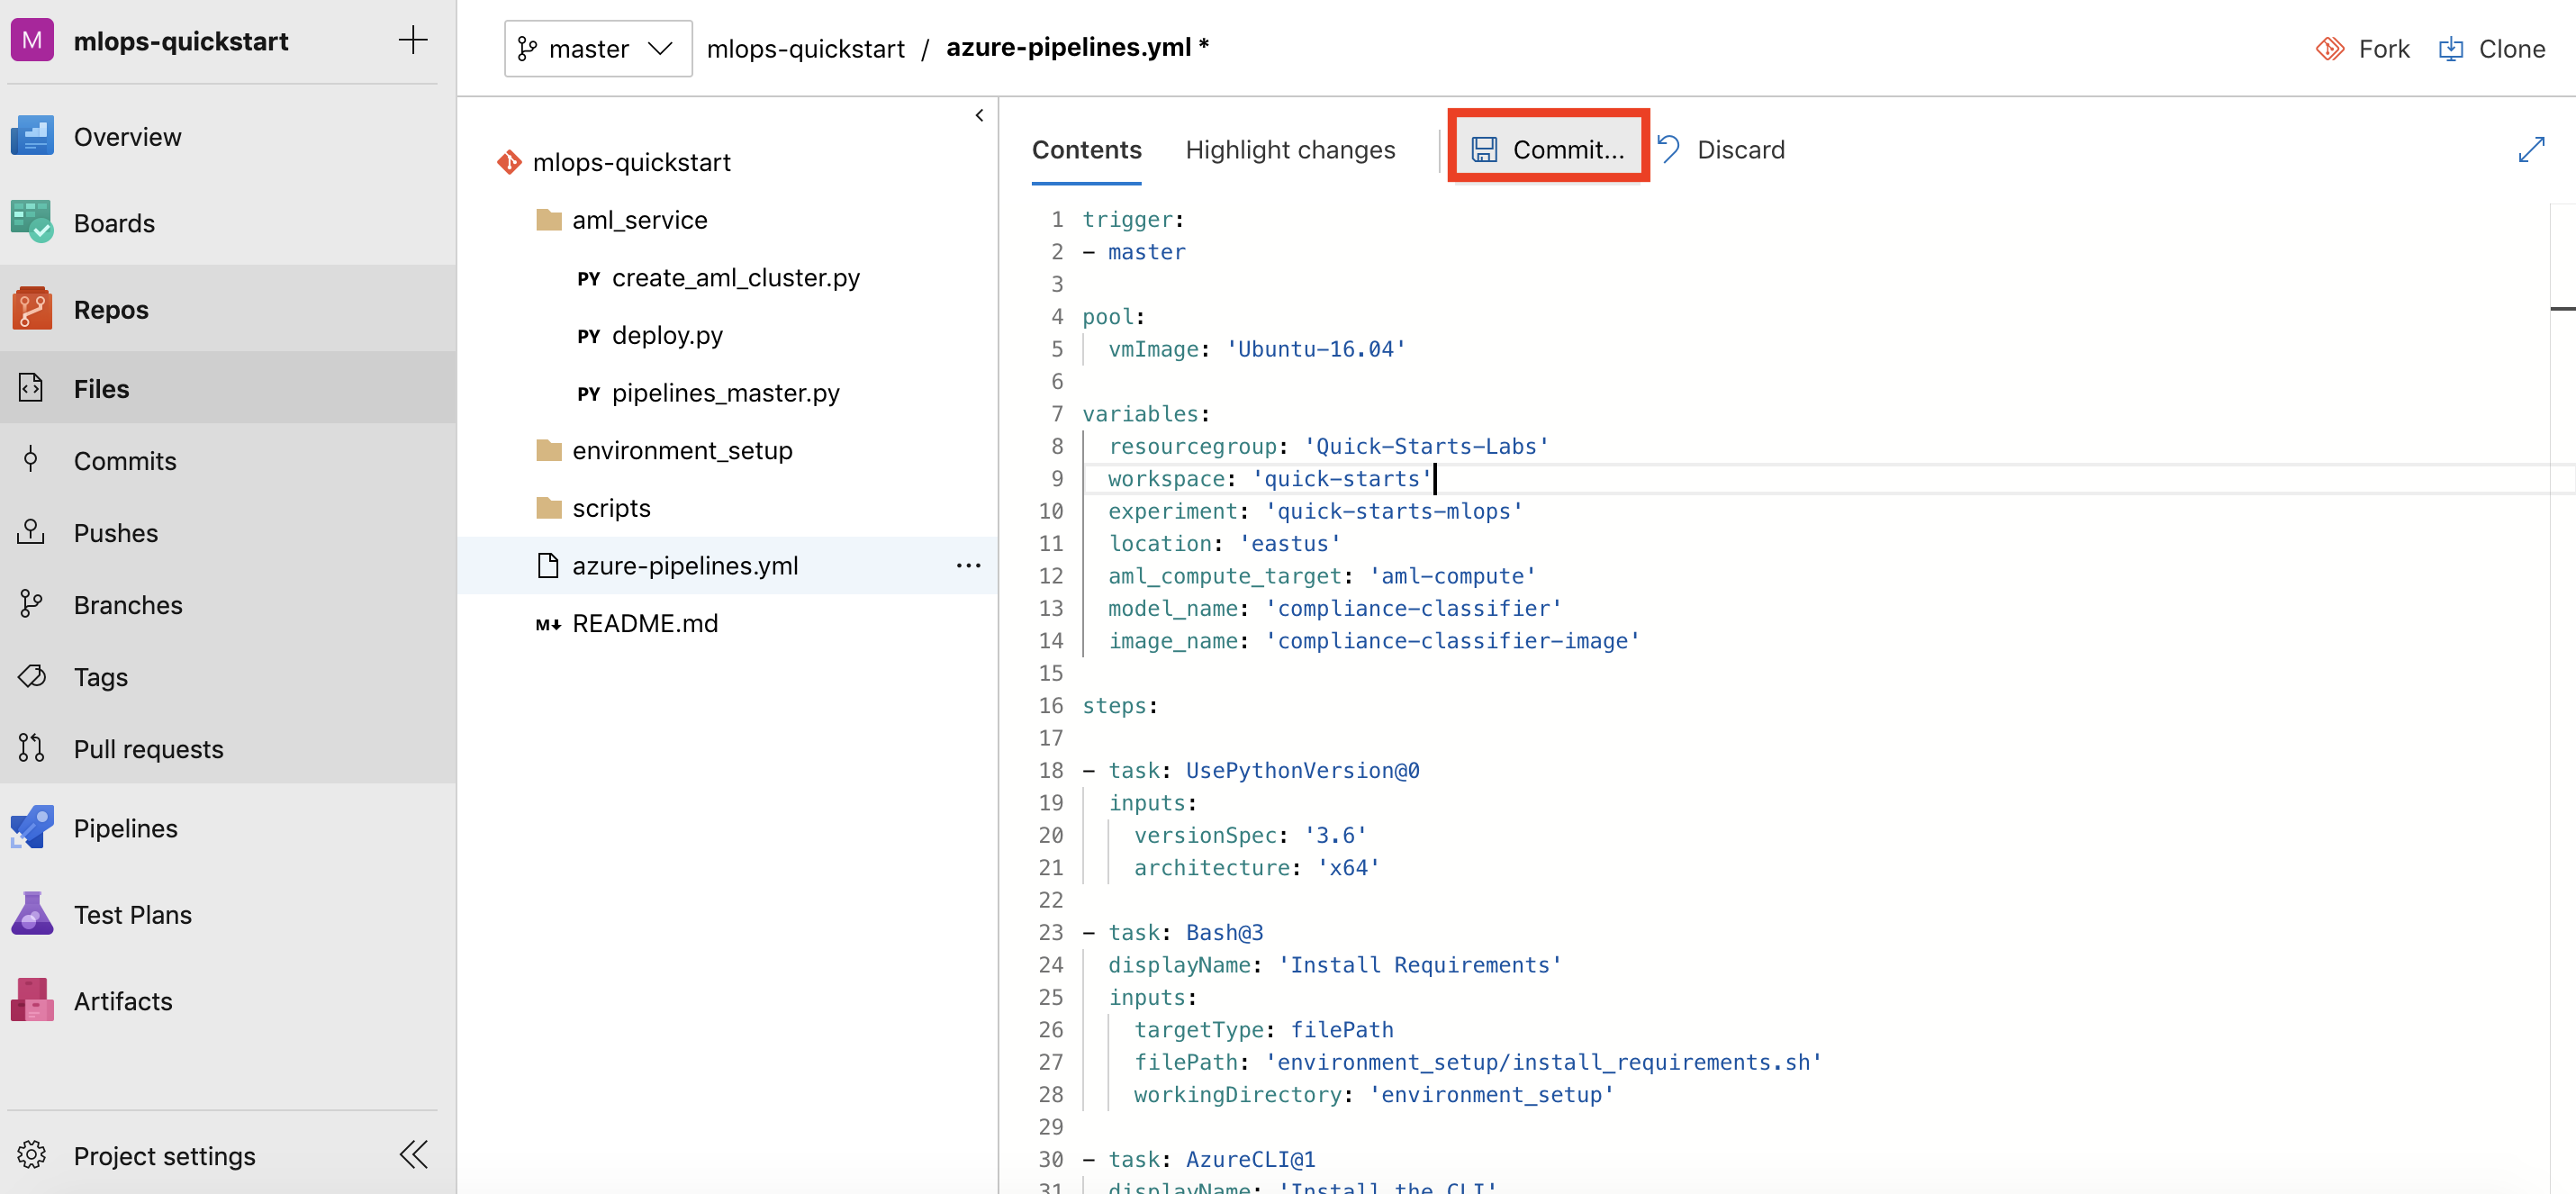 M mlops-quickstart
Overview
Boards
Repos
Files
Commits
Pushes
Branches
Tags
Pull requests
Pipelines
Test Plans
Artifacts
Project settings
master mlops-quickstart / azure-pipelines.yml *
Fork Clone
mlops-quickstart
aml_service
PY create_aml_cluster.py
PY deploy.py
PY pipelines_master.py
environment_setup
scripts
azure-pipelines.yml ...
M README.md
Contents Highlight changes Commit... Discard
1 trigger:
2 - master
3
4 pool:
5 vmImage: 'Ubuntu-16.04'
6
7 variables:
8 resourcegroup: 'Quick-Starts-Labs'
9 workspace: 'quick-starts'
10 experiment: 'quick-starts-mlops'
11 location: 'eastus'
12 aml_compute_target: 'aml-compute'
13 model_name: 'compliance-classifier'
14 image_name: 'compliance-classifier-image'
15
16 steps:
17
18 - task: UsePythonVersion@0
19 inputs:
20 versionSpec: '3.6'
21 architecture: 'x64'
22
23 - task: Bash@3
24 displayName: 'Install Requirements'
25 inputs:
26 targetType: filePath
27 filePath: 'environment_setup/install_requirements.sh'
28 workingDirectory: 'environment_setup'
29
30 - task: AzureCLI@1
31 displayName: 'Install the CLI'